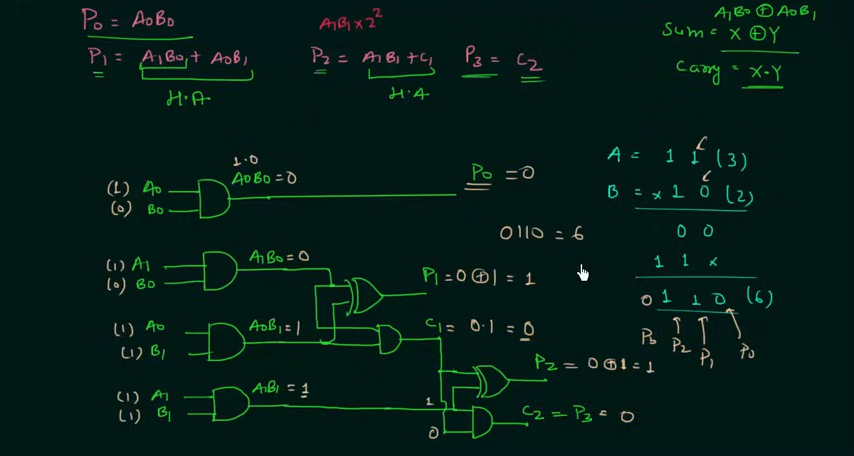 P₀ = A₀B₀
A₁B₁ × 2²
A₁B₀ ⊕ A₀B₁
Sum = X ⊕ Y
P₁ = A₁B₀ + A₀B₁
P₂ = A₁B₁ + C₁
P₃ = C₂
Carry = X · Y
H·A
H·A
1·0
(1) A₀
(0) B₀
A₀B₀ = 0
P₀ = 0
A = 1 1 (3)
B = × 1 0 (2)
0 0
1 1 ×
0 1 1 0 (6)
P₃ P₂ P₁ P₀
0110 = 6
(1) A₁
(0) B₀
A₁B₀ = 0
P₁ = 0 ⊕ 1 = 1
(1) A₀
(1) B₁
A₀B₁ = 1
C₁ = 0·1 = 0
P₂ = 0 ⊕ 1 = 1
(1) A₁
(1) B₁
A₁B₁ = 1
1
0
C₂ = P₃ = 0